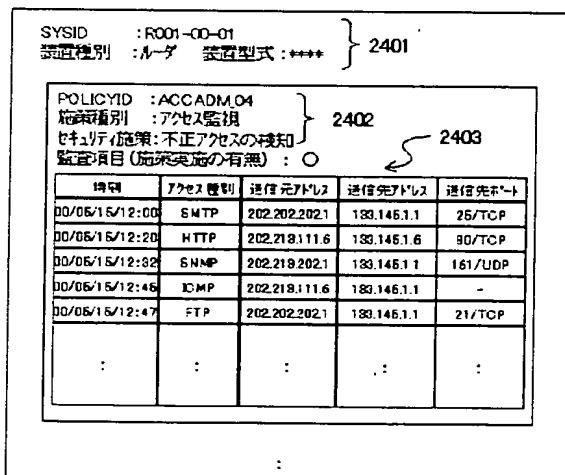 SYSID :R001-00-01
装置種別 :ルータ 装置型式:****
2401
POLICYID :ACCADM.04
施策種別 :アクセス監視
2402
セキュリティ施策:不正アクセスの検知
2403
監査項目(施策実施の有無) : ○
時刻 アクセス種別 送信元アドレス 送信先アドレス 送信先ポート
00/05/15/12:00 SMTP 202.202.202.1 133.145.1.1 25/TCP
00/05/15/12:20 HTTP 202.218.111.6 133.145.1.6 80/TCP
00/05/15/12:32 SNMP 202.218.202.1 133.145.1.1 161/UDP
00/05/15/12:45 ICMP 202.218.111.6 133.145.1.1 -
00/05/15/12:47 FTP 202.202.202.1 133.145.1.1 21/TCP
: : : : :
: